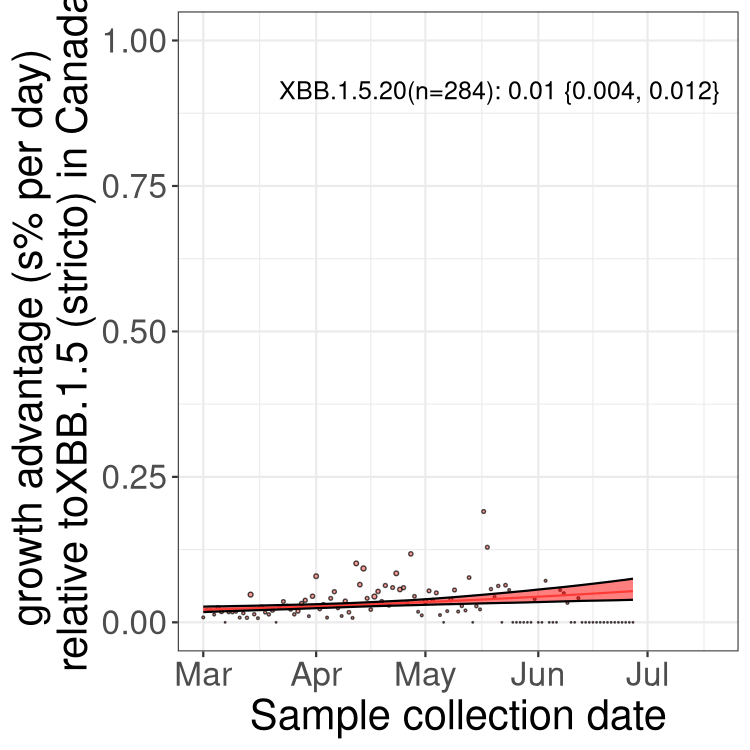 growth advantage (s% per day)
relative toXBB.1.5 (stricto) in Canada
1.00
0.75
0.50
0.25
0.00
XBB.1.5.20(n=284): 0.01 {0.004, 0.012}
Mar Apr May Jun Jul
Sample collection date